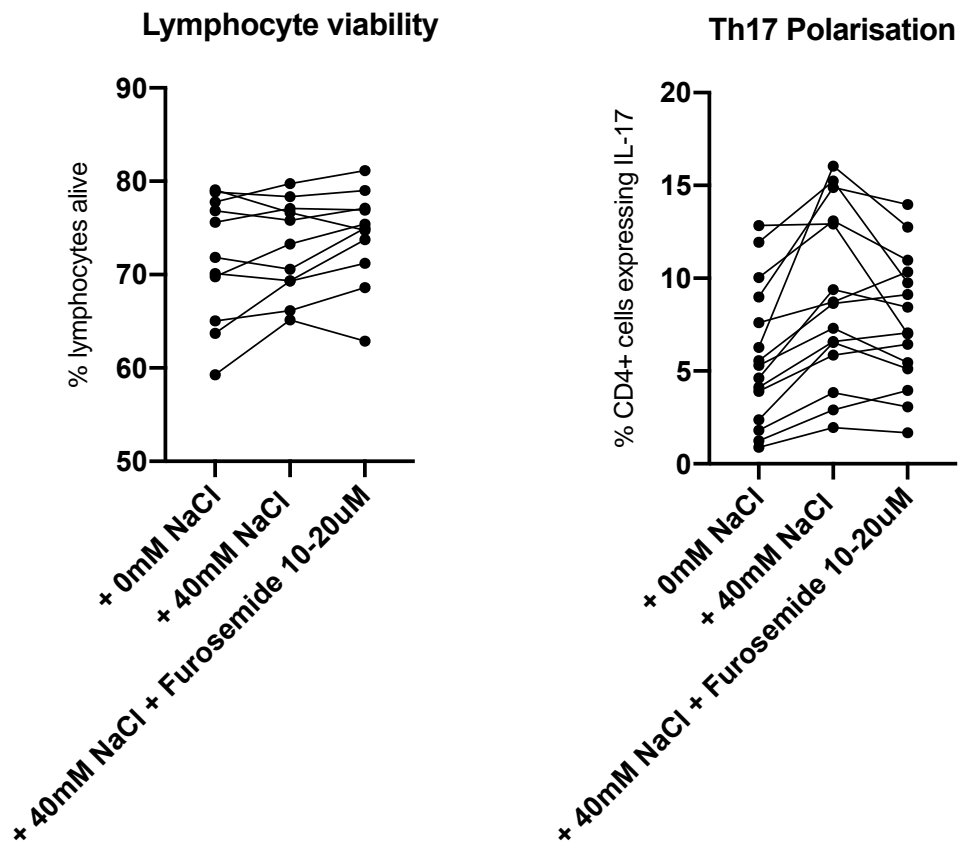 Lymphocyte viability
% lymphocytes alive
90
80
70
60
50
+ 0mM NaCl
+ 40mM NaCl
+ 40mM NaCl + Furosemide 10-20uM
Th17 Polarisation
% CD4+ cells expressing IL-17
20
15
10
5
0
+ 0mM NaCl
+ 40mM NaCl
+ 40mM NaCl + Furosemide 10-20uM